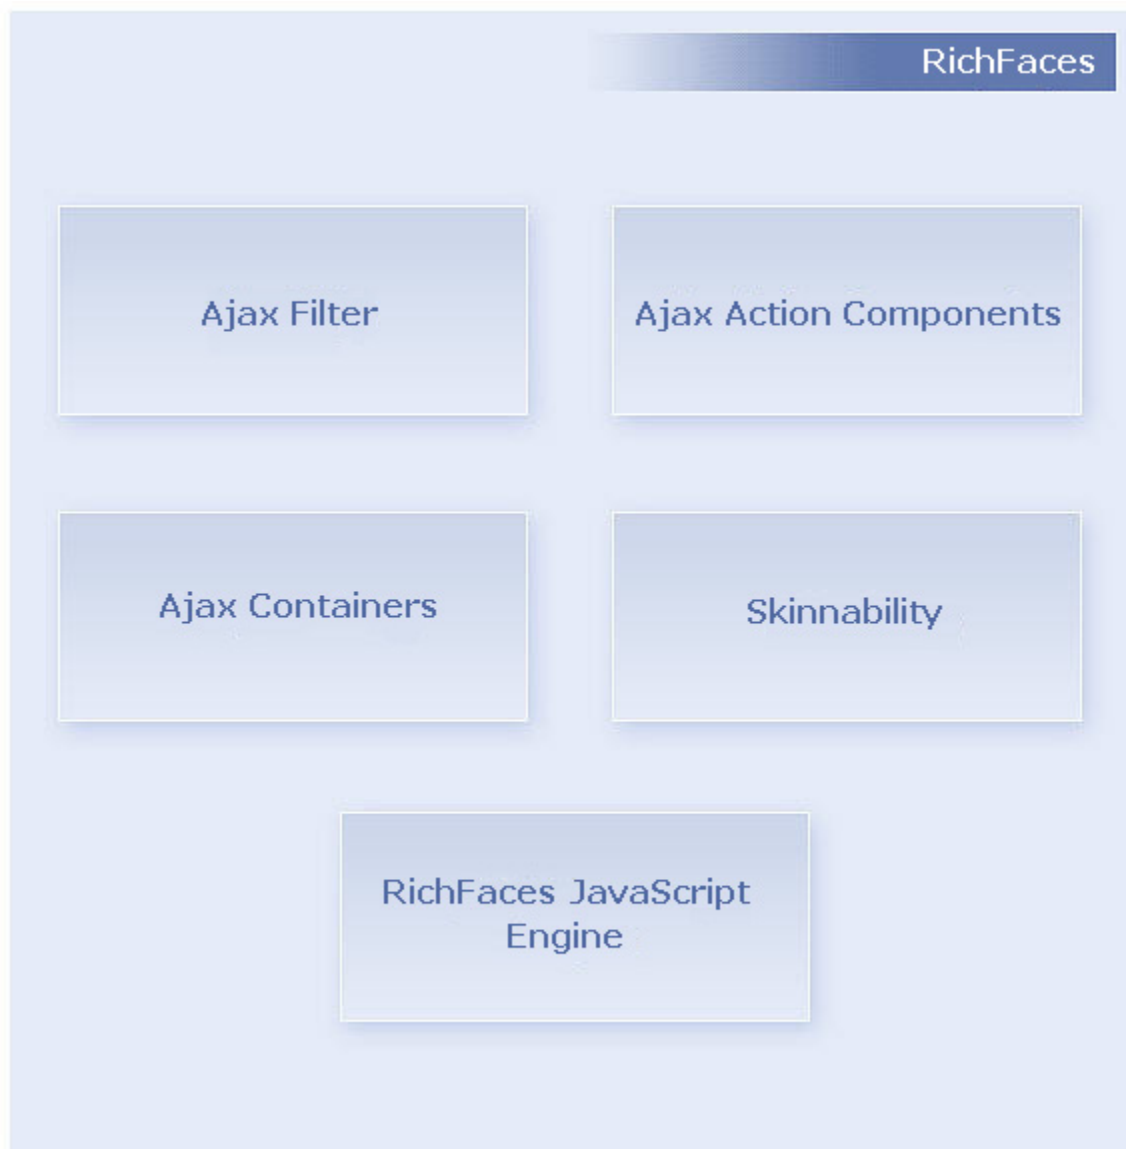 RichFaces
Ajax Filter
Ajax Action Components
Ajax Containers
Skinnability
RichFaces JavaScript
Engine